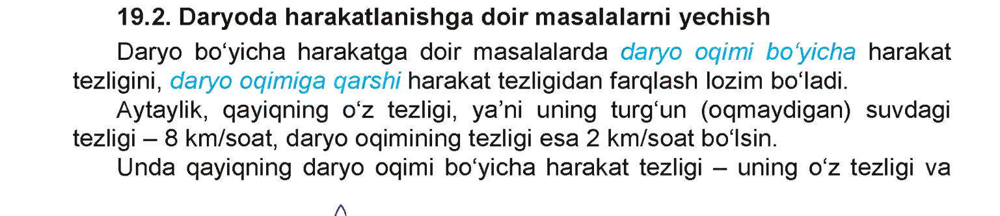 19.2. Daryoda harakatlanishga doir masalalarni yechish
Daryo bo‘yicha harakatga doir masalalarda daryo oqimi bo‘yicha harakat
tezligini, daryo oqimiga qarshi harakat tezligidan farqlash lozim bo‘ladi.
Aytaylik, qayiqning o‘z tezligi, ya’ni uning turg‘un (oqmaydigan) suvdagi
tezligi – 8 km/soat, daryo oqimining tezligi esa 2 km/soat bo‘lsin.
Unda qayiqning daryo oqimi bo‘yicha harakat tezligi – uning o‘z tezligi va